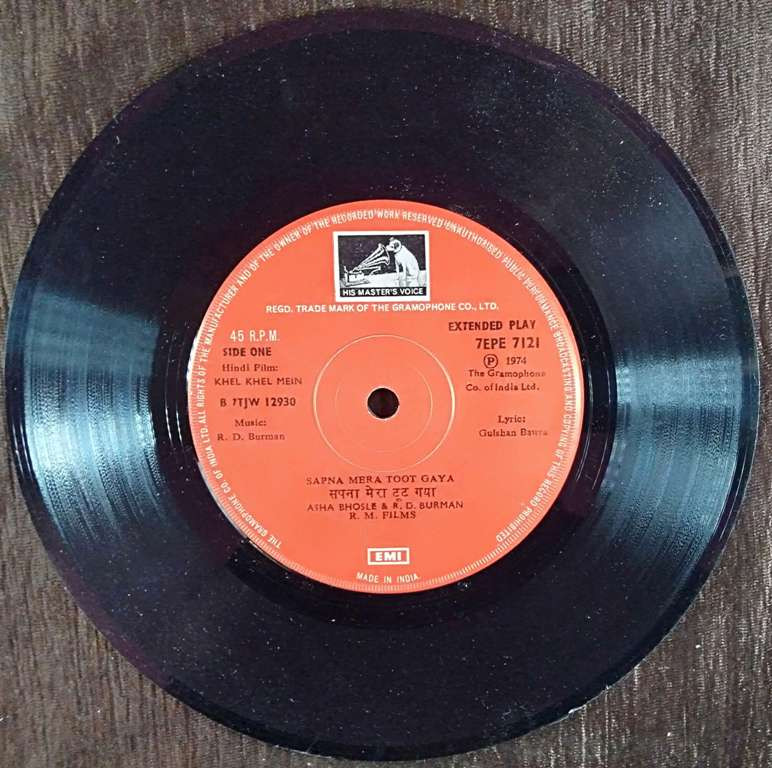 THE GRAMOPHONE CO. OF INDIA LTD. ALL RIGHTS OF THE MANUFACTURER AND OF THE OWNER OF THE RECORDED WORK RESERVED UNAUTHORISED PUBLIC PERFORMANCE BROADCASTING AND COPYING OF THIS RECORD PROHIBITED
HIS MASTER'S VOICE
REGD. TRADE MARK OF THE GRAMOPHONE CO., LTD.
45 R.P.M.
SIDE ONE
Hindi Film:
KHEL KHEL MEIN
B 7TJW 12930
Music:
R. D. Burman
EXTENDED PLAY
7EPE 7121
℗ 1974
The Gramophone
Co. of India Ltd.
Lyric:
Gulshan Bawra
SAPNA MERA TOOT GAYA
सपना मेरा टूट गया
ASHA BHOSLE & R. D. BURMAN
R. M. FILMS
EMI
MADE IN INDIA